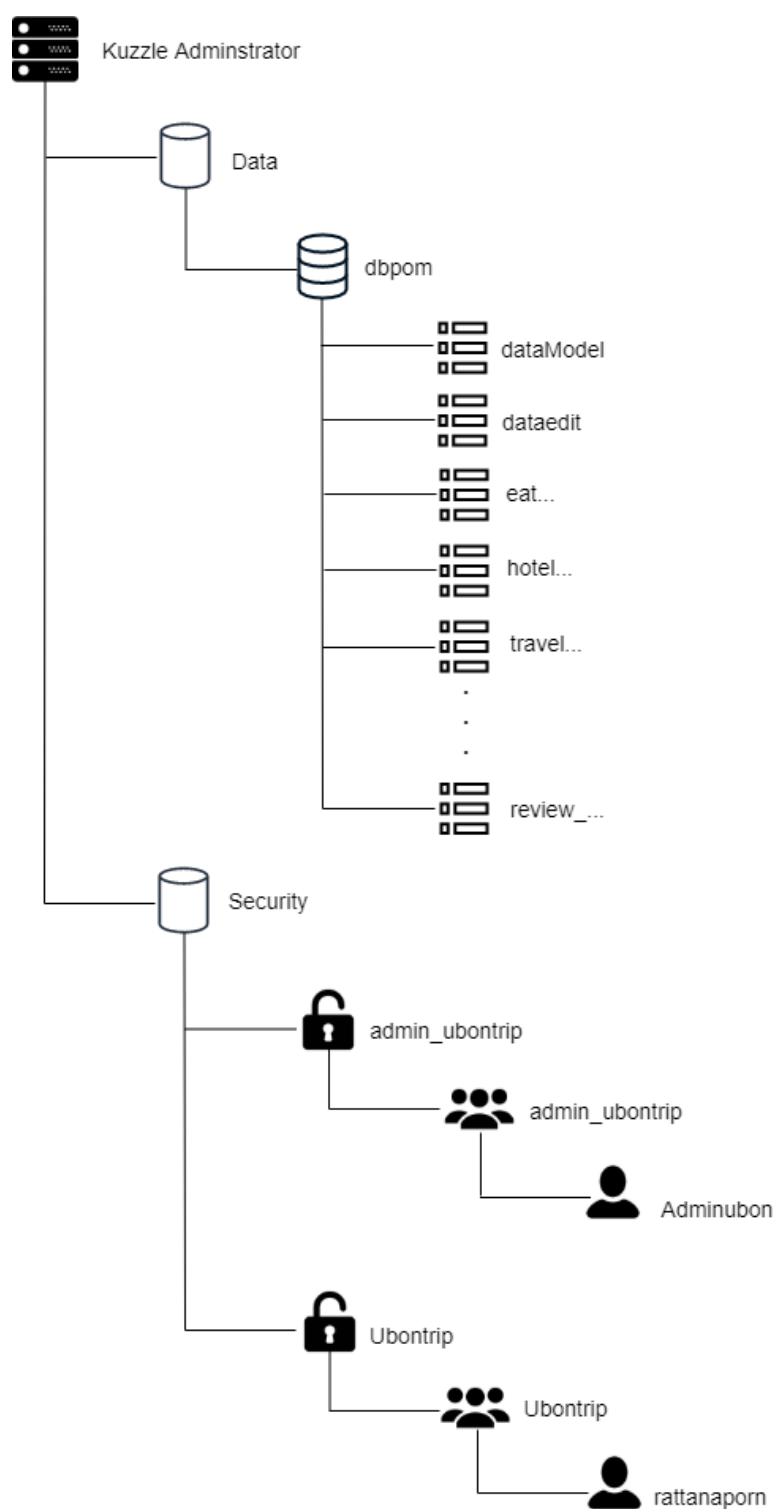 Kuzzle Adminstrator
Data
dbpom
dataModel
dataedit
eat...
hotel...
travel...
.
.
.
review_...
Security
admin_ubontrip
admin_ubontrip
Adminubon
Ubontrip
Ubontrip
rattanaporn